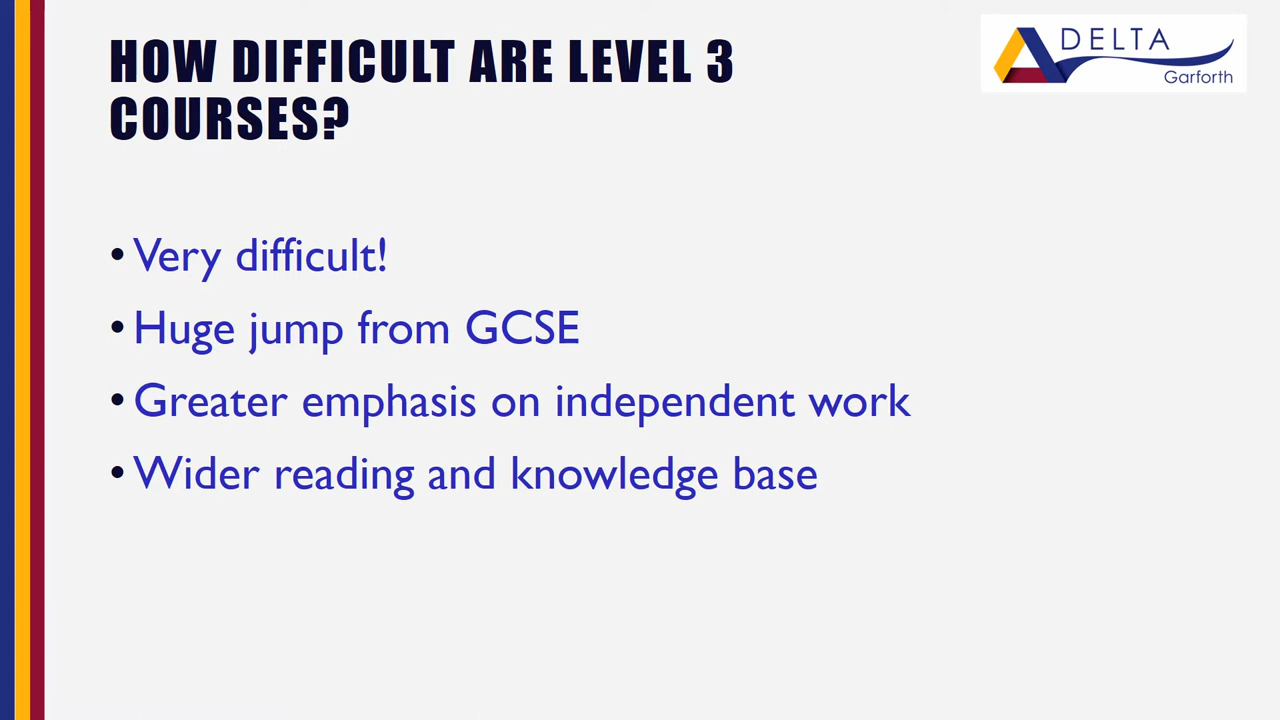 HOW DIFFICULT ARE LEVEL 3
COURSES?
DELTA
Garforth
• Very difficult!
• Huge jump from GCSE
• Greater emphasis on independent work
• Wider reading and knowledge base